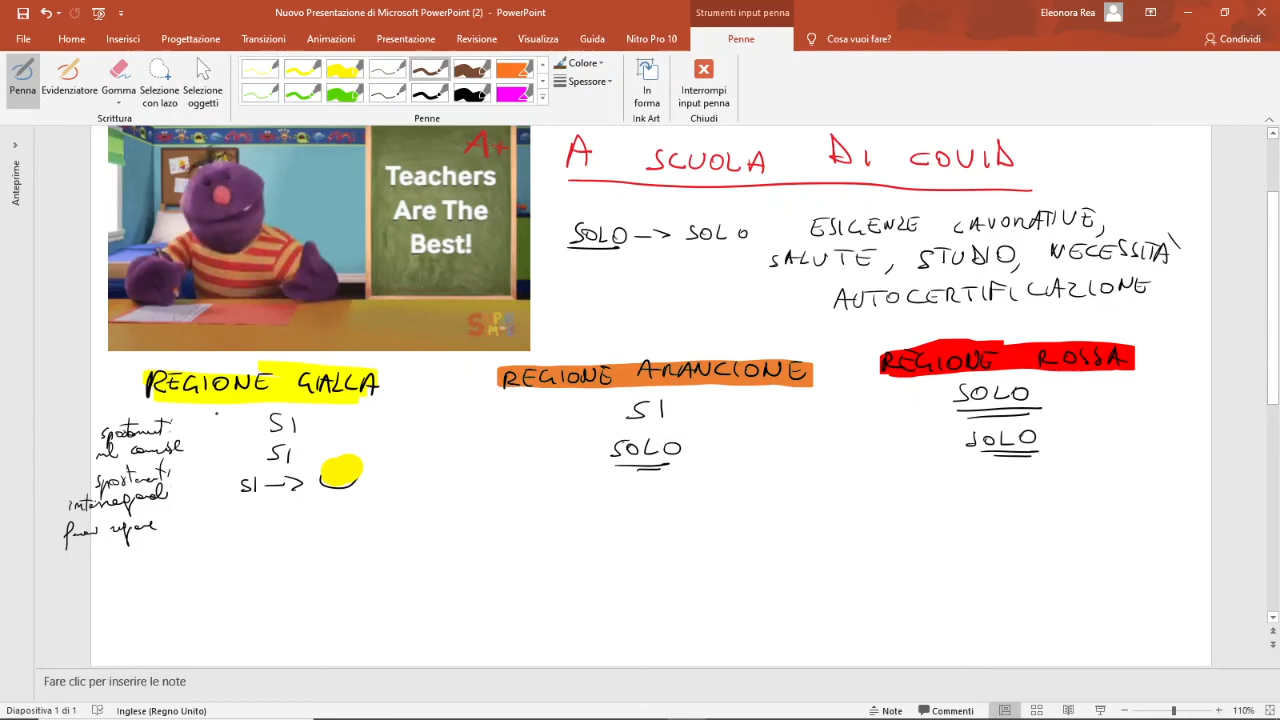 Nuovo Presentazione di Microsoft PowerPoint (2) - PowerPoint
Strumenti input penna
Eleonora Rea
File Home Inserisci Progettazione Transizioni Animazioni Presentazione Revisione Visualizza Guida Nitro Pro 10 Penne Cosa vuoi fare? Condividi
Penna Evidenziatore Gomma Selezione con lazo Selezione oggetti
Colore
Spessore
In forma
Interrompi input penna
Scrittura Penne Ink Art Chudi
Anteprime
A+
Teachers
Are The
Best!
A SCUOLA DI COVID
SOLO → SOLO ESIGENZE LAVORATIVE,
SALUTE, STUDIO, NECESSITA'
AUTOCERTIFICAZIONE
REGIONE GIALLA REGIONE ARANCIONE REGIONE ROSSA
SI SI SOLO
SI SOLO SOLO
SI →
Fare clic per inserire le note
Diapositiva 1 di 1 Inglese (Regno Unito) Note Commenti 110%